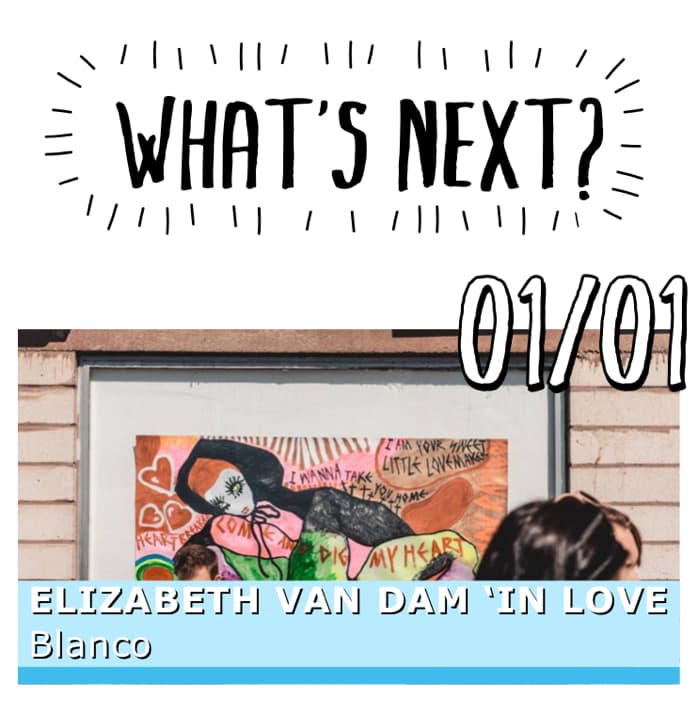 WHAT'S NEXT?
01/01
I AM YOUR SWEET
LITTLE LOVEMAKER
I WANNA TAKE
YOU HOME
HEARTBREAKER
COME AND DIG MY HEART
ELIZABETH VAN DAM ‘IN LOVE
Blanco